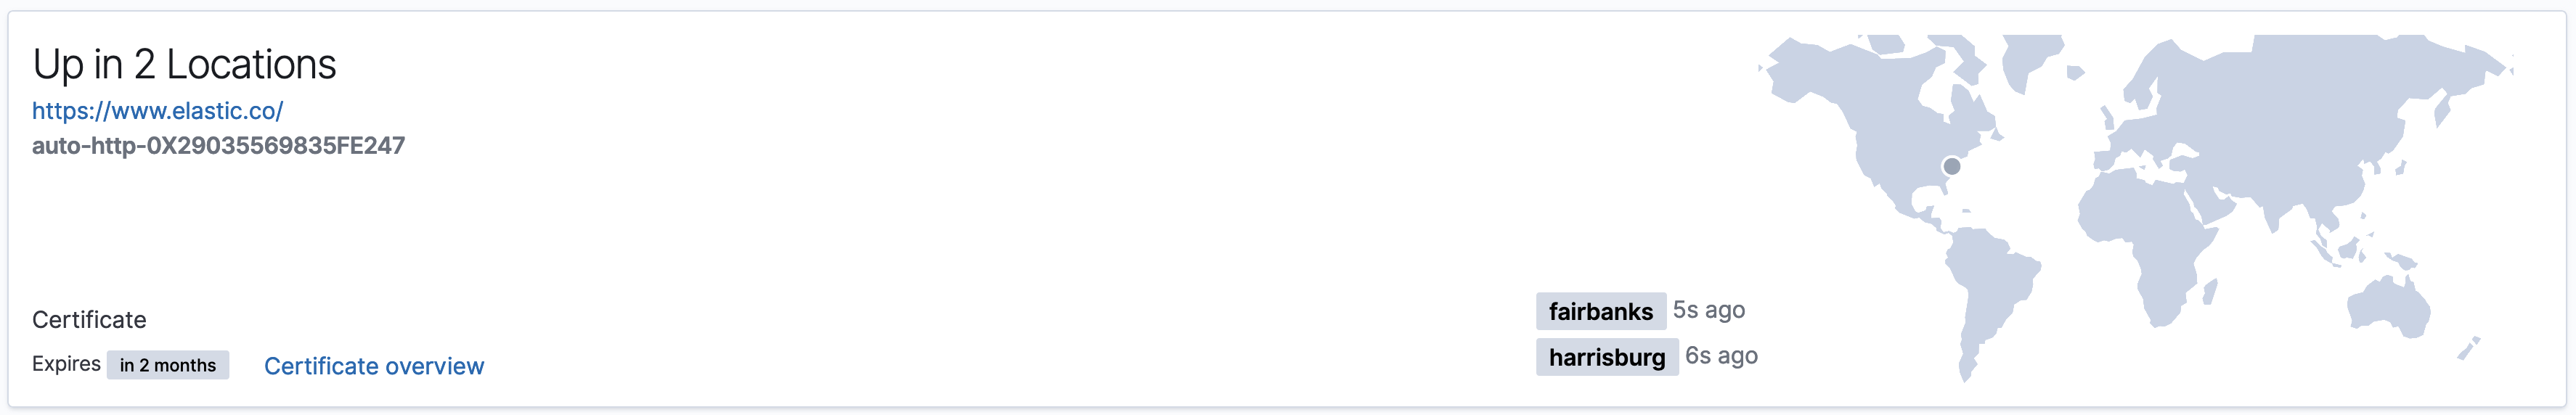 Up in 2 Locations
https://www.elastic.co/
auto-http-0X29035569835FE247
Certificate
Expires in 2 months Certificate overview
fairbanks 5s ago
harrisburg 6s ago